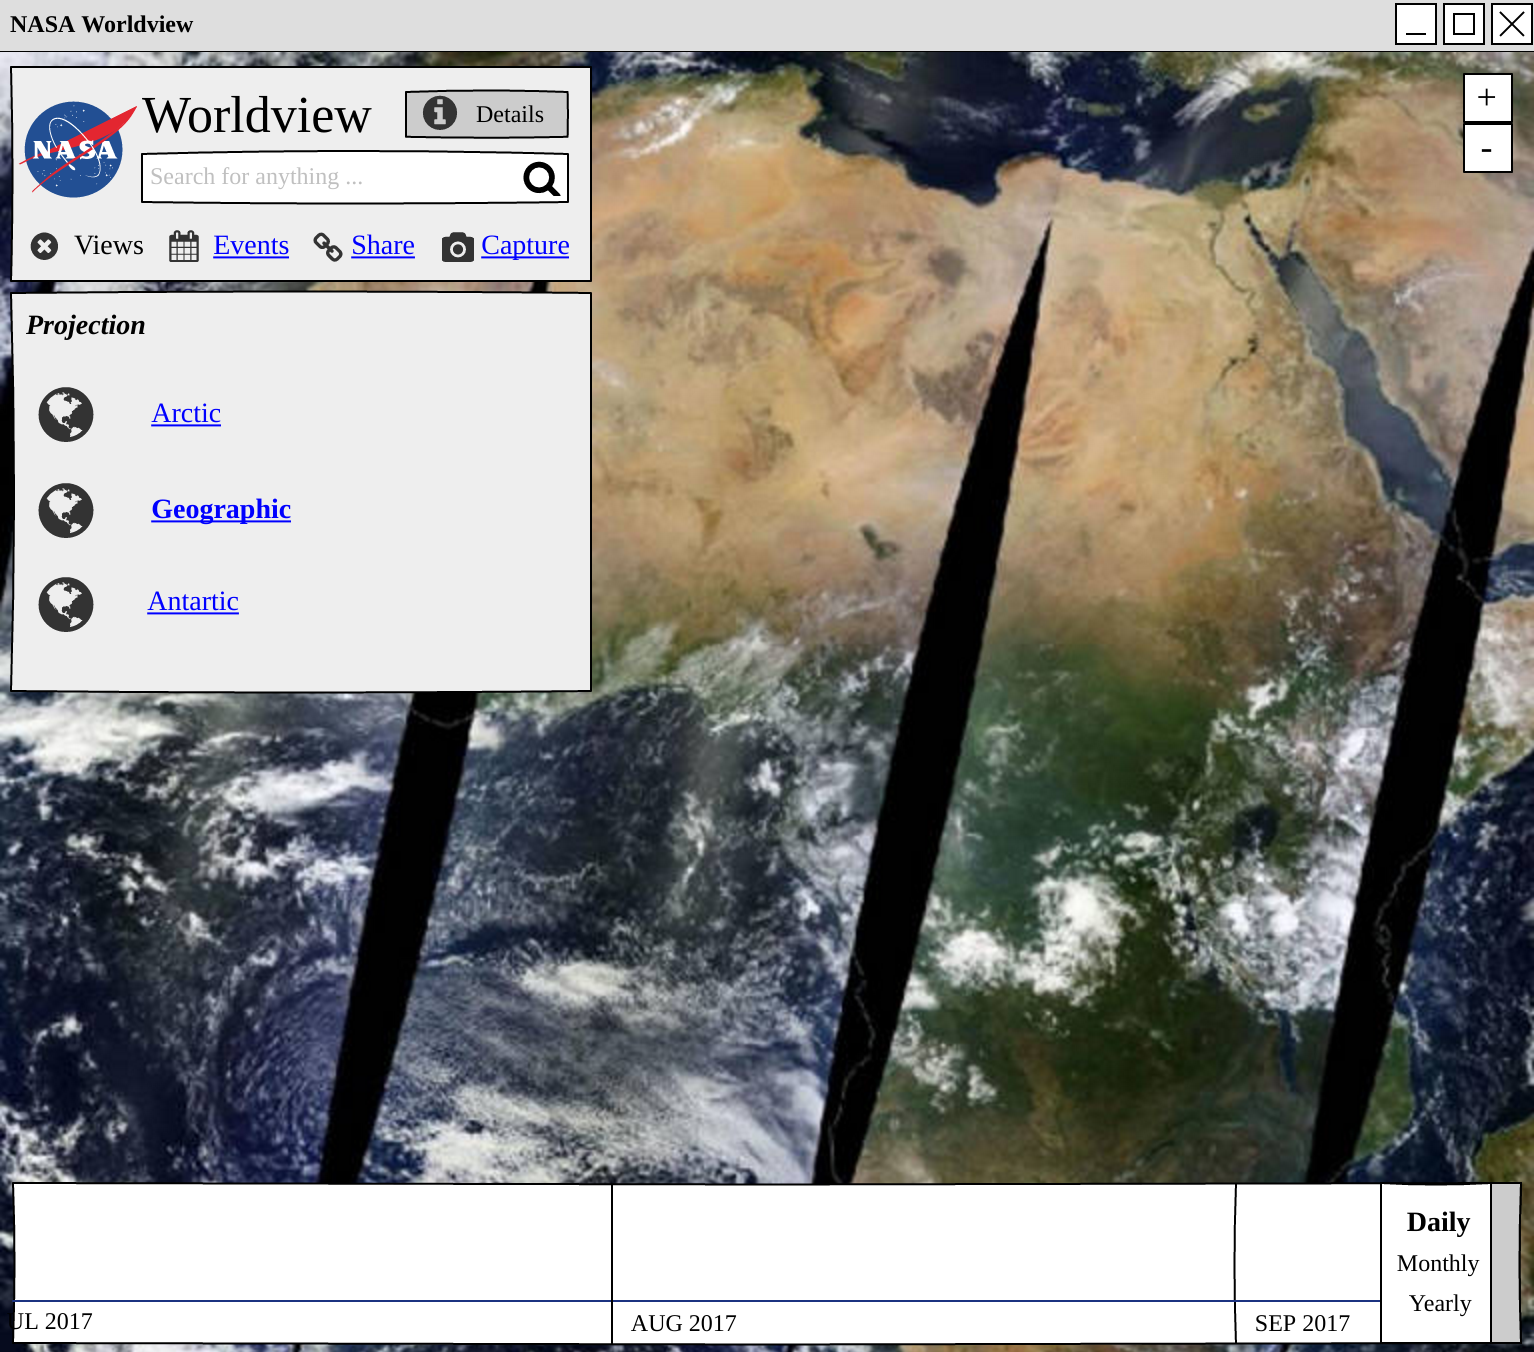 NASA Worldview
NASA
Worldview
Details
Search for anything ...
Views Events Share Capture
+
-
Projection
Arctic
Geographic
Antartic
Daily
Monthly
Yearly
UL 2017
AUG 2017
SEP 2017